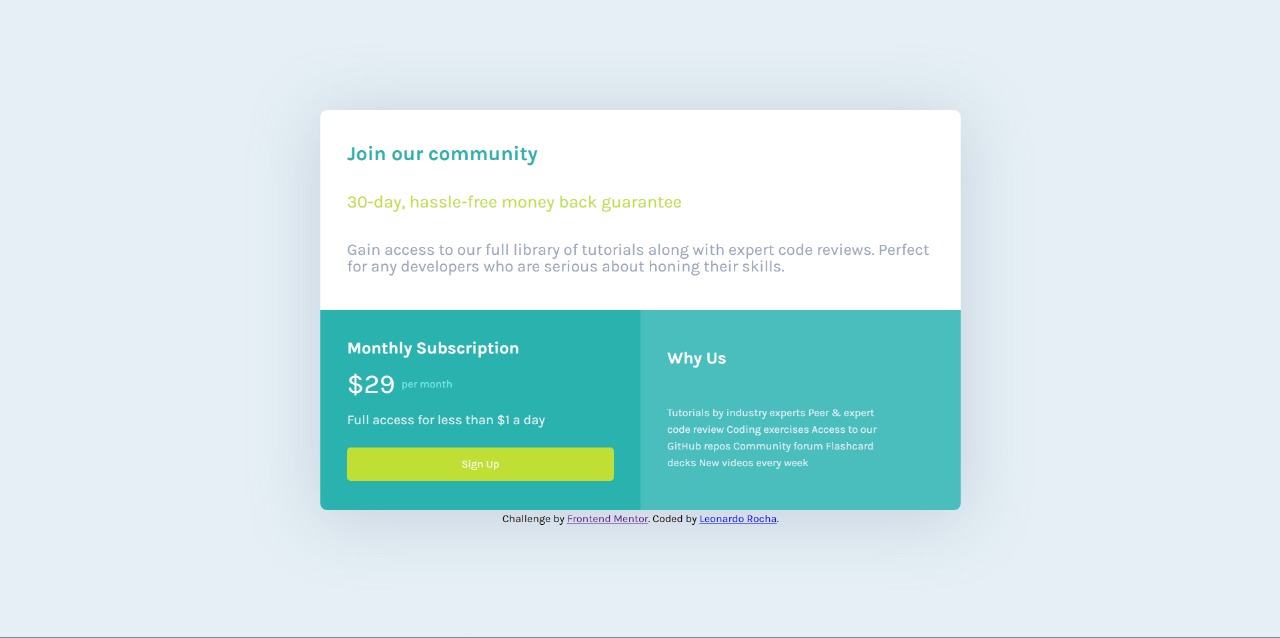 Join our community
30-day, hassle-free money back guarantee
Gain access to our full library of tutorials along with expert code reviews. Perfect
for any developers who are serious about honing their skills.
Monthly Subscription
$29 per month
Full access for less than $1 a day
Sign Up
Why Us
Tutorials by industry experts Peer & expert
code review Coding exercises Access to our
GitHub repos Community forum Flashcard
decks New videos every week
Challenge by Frontend Mentor. Coded by Leonardo Rocha.